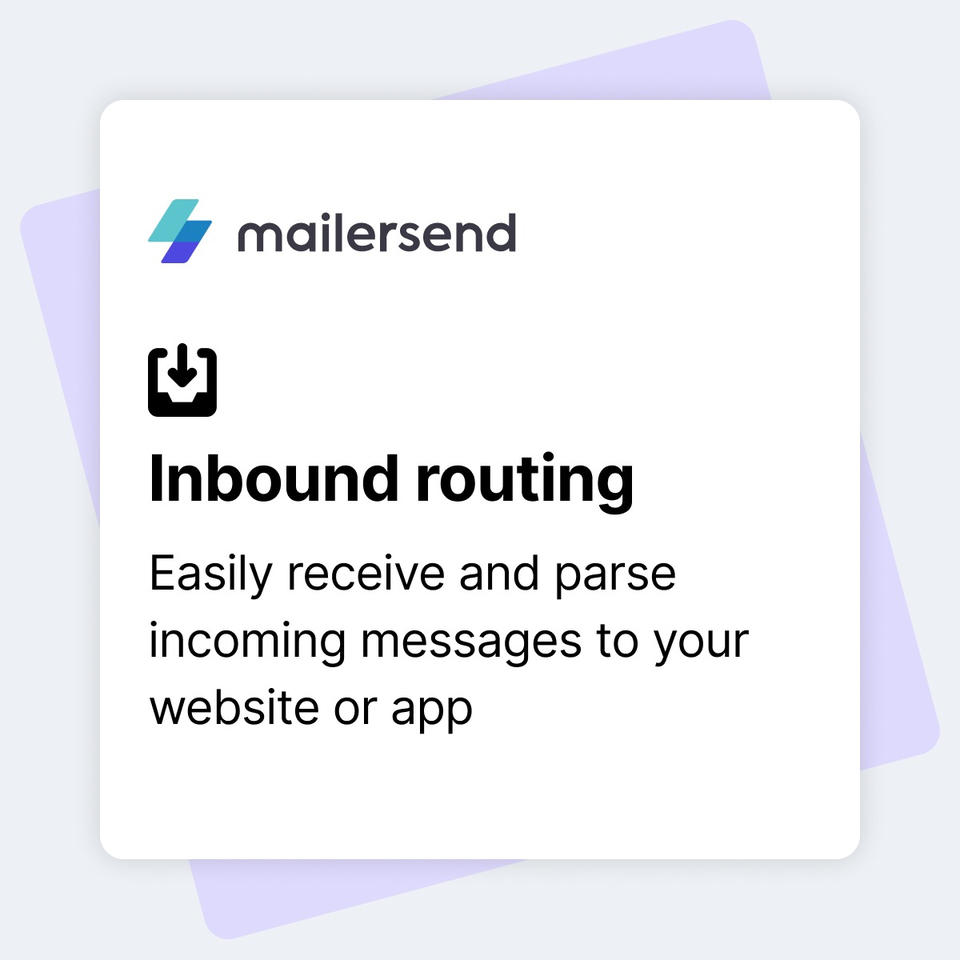 mailersend
Inbound routing
Easily receive and parse
incoming messages to your
website or app